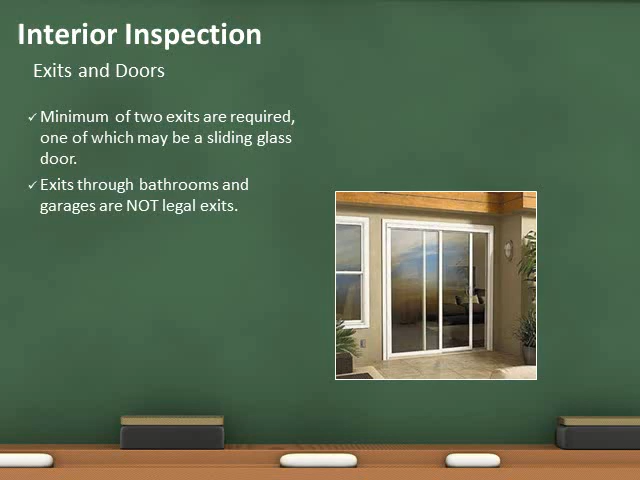 Interior Inspection
Exits and Doors
✓ Minimum of two exits are required,
one of which may be a sliding glass
door.
✓ Exits through bathrooms and
garages are NOT legal exits.